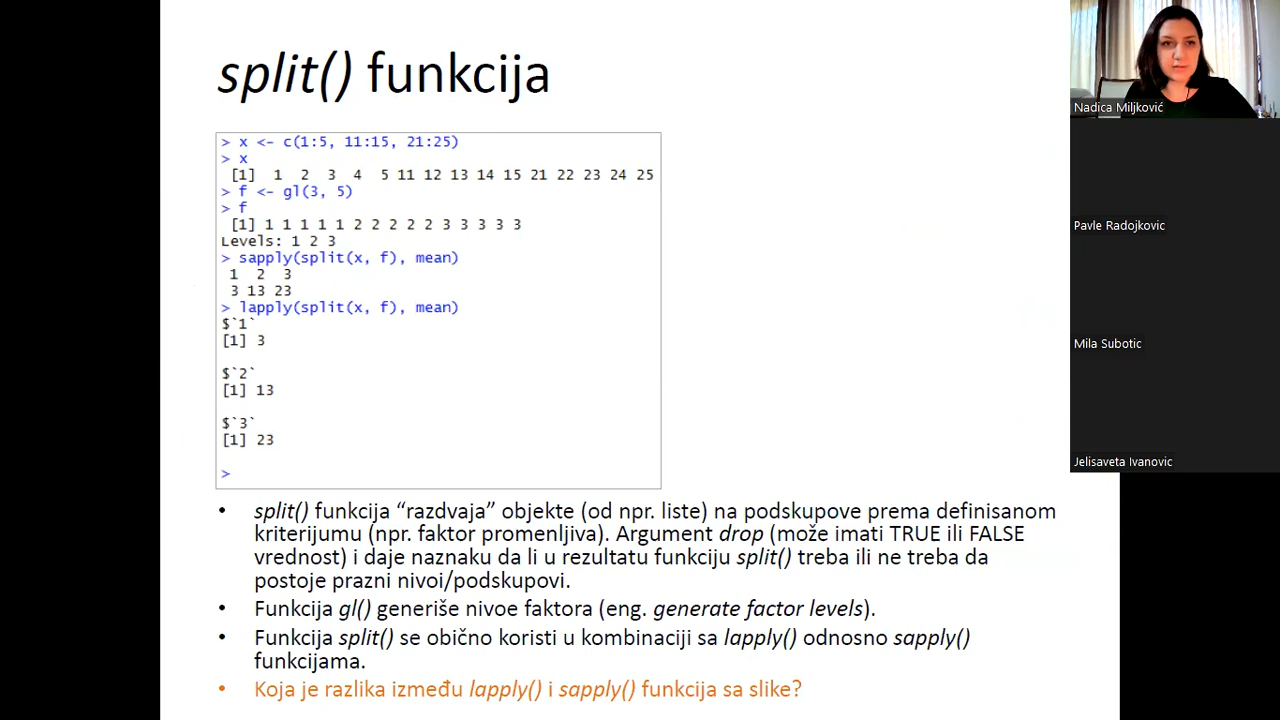 split() funkcija
> x <- c(1:5, 11:15, 21:25)
> x
[1] 1 2 3 4 5 11 12 13 14 15 21 22 23 24 25
> f <- gl(3, 5)
> f
[1] 1 1 1 1 1 2 2 2 2 2 3 3 3 3 3
Levels: 1 2 3
> sapply(split(x, f), mean)
1 2 3
3 13 23
> lapply(split(x, f), mean)
$`1`
[1] 3
$`2`
[1] 13
$`3`
[1] 23
>
• split() funkcija “razdvaja” objekte (od npr. liste) na podskupove prema definisanom
kriterijumu (npr. faktor promenljiva). Argument drop (može imati TRUE ili FALSE
vrednost) i daje naznaku da li u rezultatu funkciju split() treba ili ne treba da
postoje prazni nivoi/podskupovi.
• Funkcija gl() generiše nivoe faktora (eng. generate factor levels).
• Funkcija split() se obično koristi u kombinaciji sa lapply() odnosno sapply()
funkcijama.
• Koja je razlika između lapply() i sapply() funkcija sa slike?
Nadica Miljković
Pavle Radojkovic
Mila Subotic
Jelisaveta Ivanovic